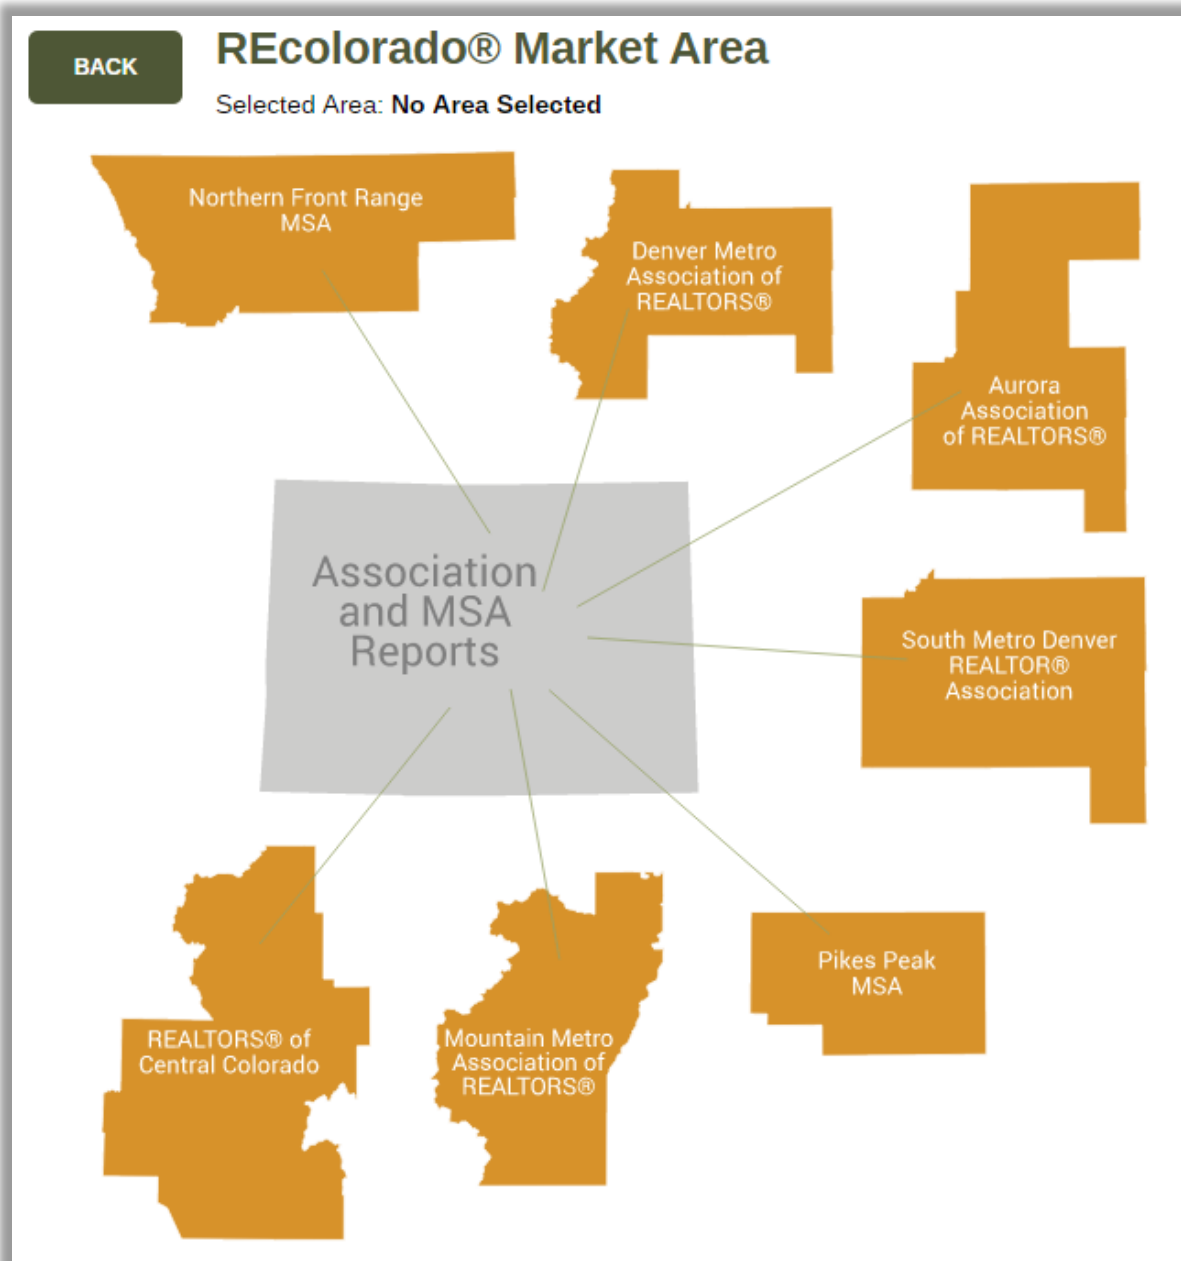 BACK
REcolorado® Market Area
Selected Area: No Area Selected
Northern Front Range
MSA
Denver Metro
Association of
REALTORS®
Aurora
Association
of REALTORS®
Association
and MSA
Reports
South Metro Denver
REALTOR®
Association
REALTORS® of
Central Colorado
Mountain Metro
Association of
REALTORS®
Pikes Peak
MSA